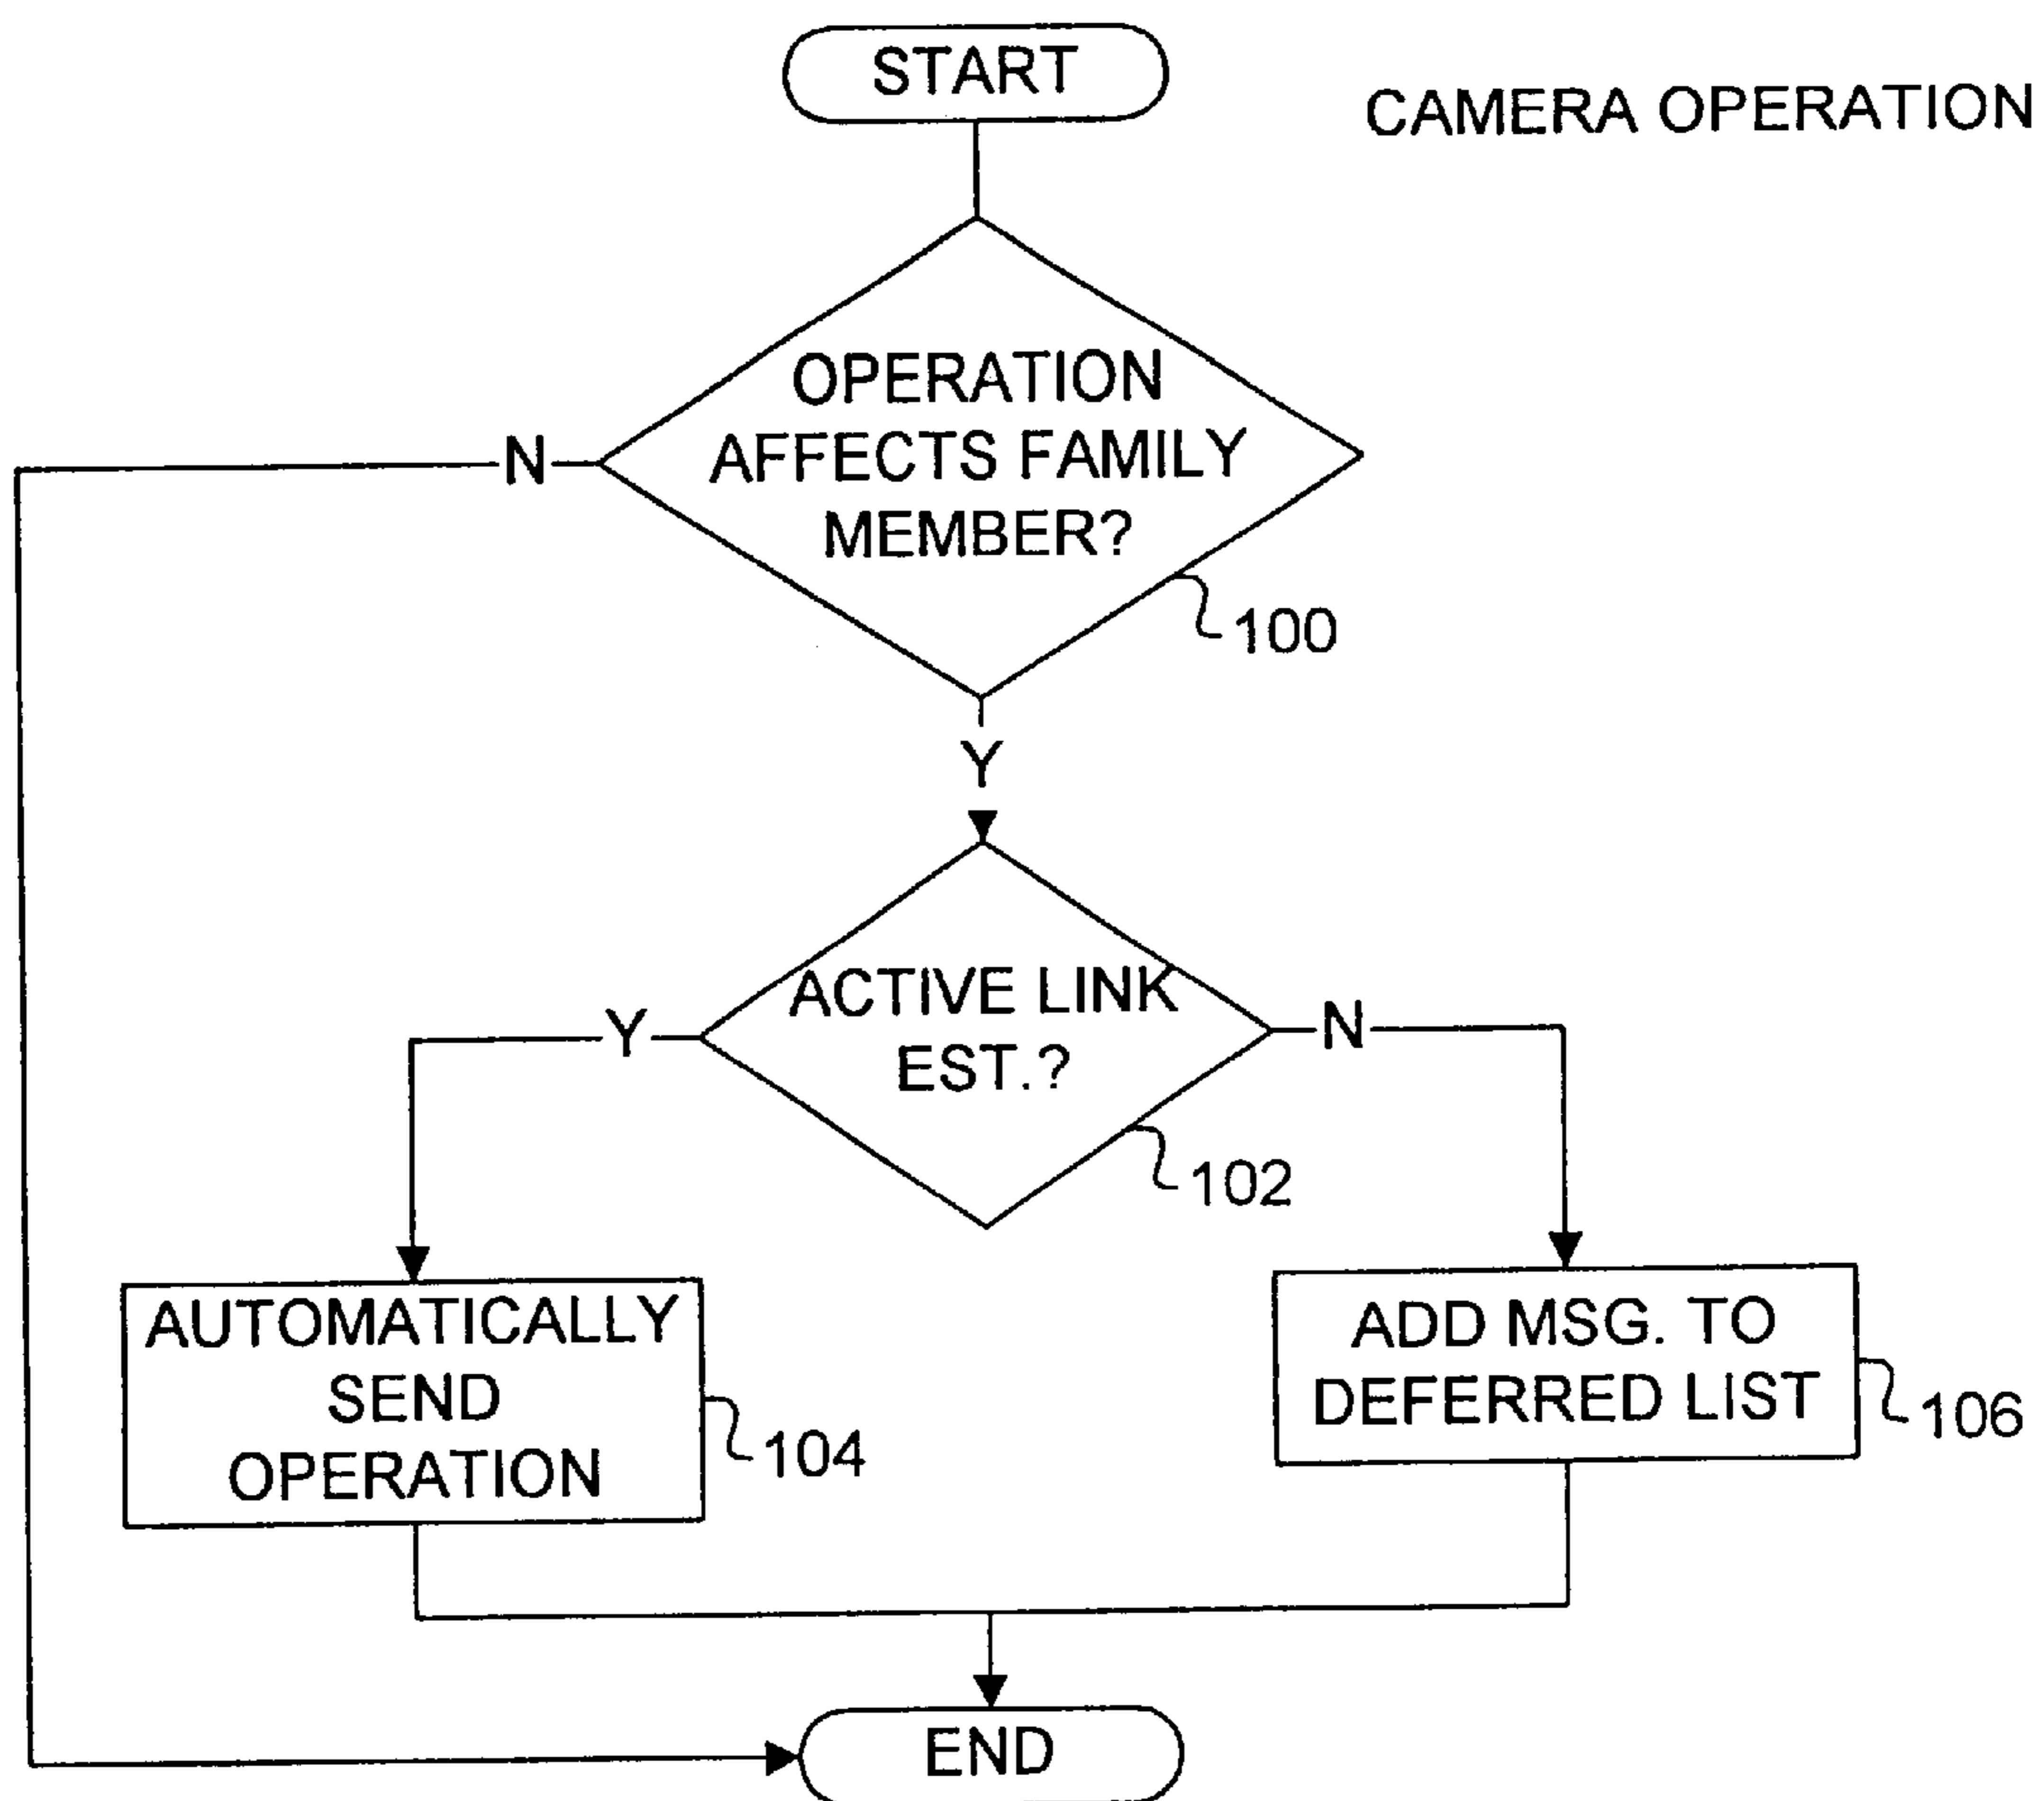 START
CAMERA OPERATION
OPERATION
AFFECTS FAMILY
MEMBER?
N
100
Y
ACTIVE LINK
EST.?
Y
N
102
AUTOMATICALLY
SEND
OPERATION
104
ADD MSG. TO
DEFERRED LIST
106
END